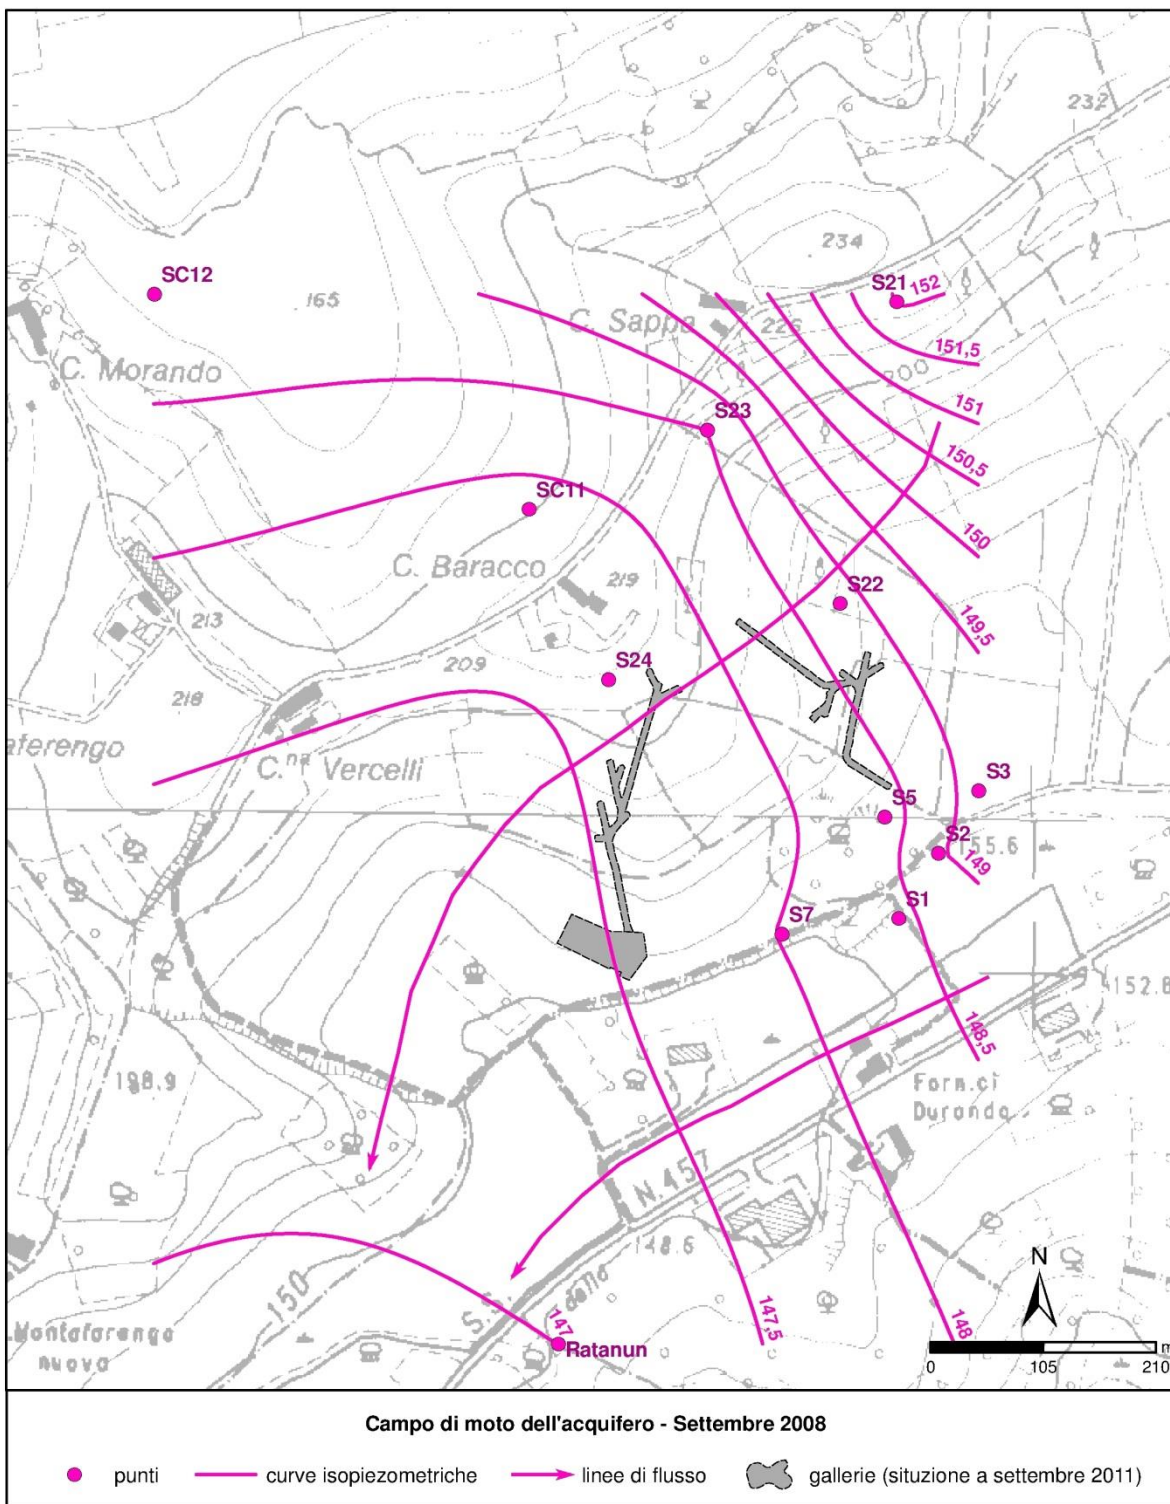 232
234
S21
152
SC12
165
C. Sappa
226
151,5
C. Morando
200
151
S23
150,5
SC11
150
C. Baracco
219
S22
213
149,5
209
S24
218
aferengo
C.na Vercelli
S3
S5
S2
155.6
149
S1
S7
152.8
148,5
198.9
Forn.ci
Duranda
N.457
148.6
N
150
S.S.
della
147
147,5
148
Montaforengo
nuova
Ratanun
m
0
105
210
Campo di moto dell'acquifero - Settembre 2008
punti
curve isopiezometriche
linee di flusso
gallerie (situzione a settembre 2011)